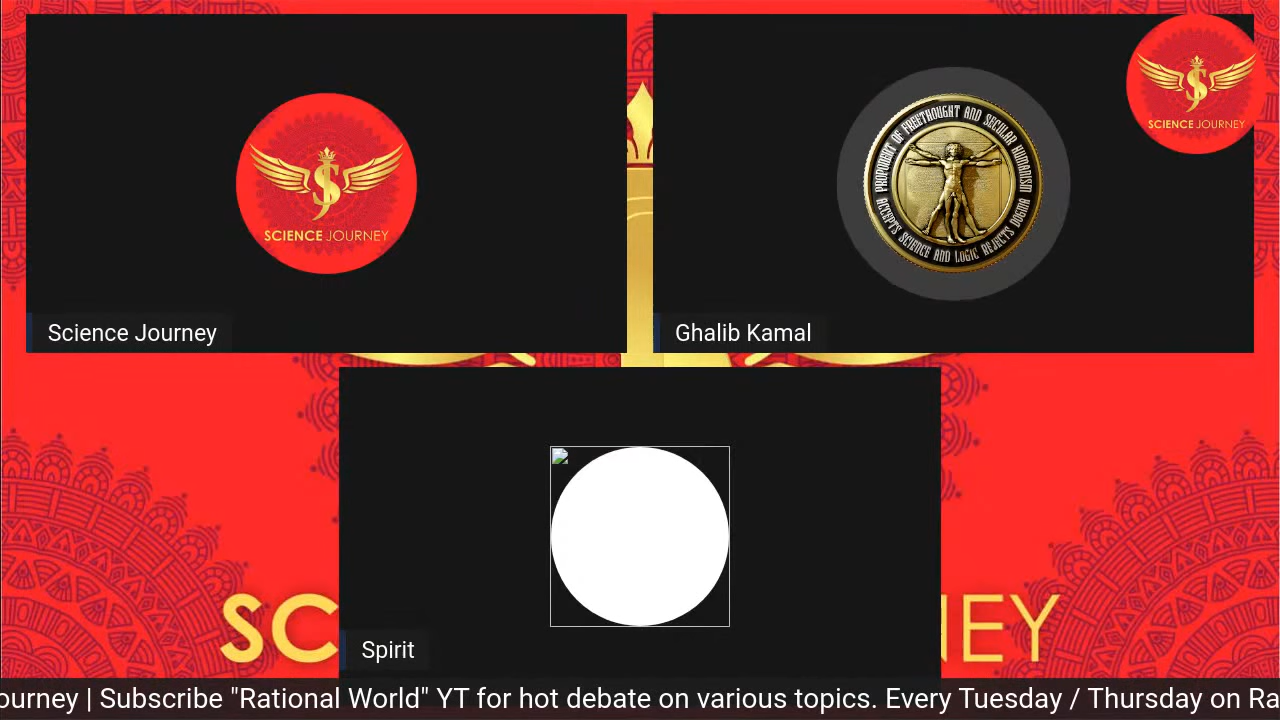 SCIENCE JOURNEY
Science Journey
PROPONENT OF FREETHOUGHT AND SECULAR HUMANISM
ACCEPTS SCIENCE AND LOGIC REJECTS DOGMA
Ghalib Kamal
SCIENCE JOURNEY
Spirit
SC NEY
ourney | Subscribe "Rational World" YT for hot debate on various topics. Every Tuesday / Thursday on Ra